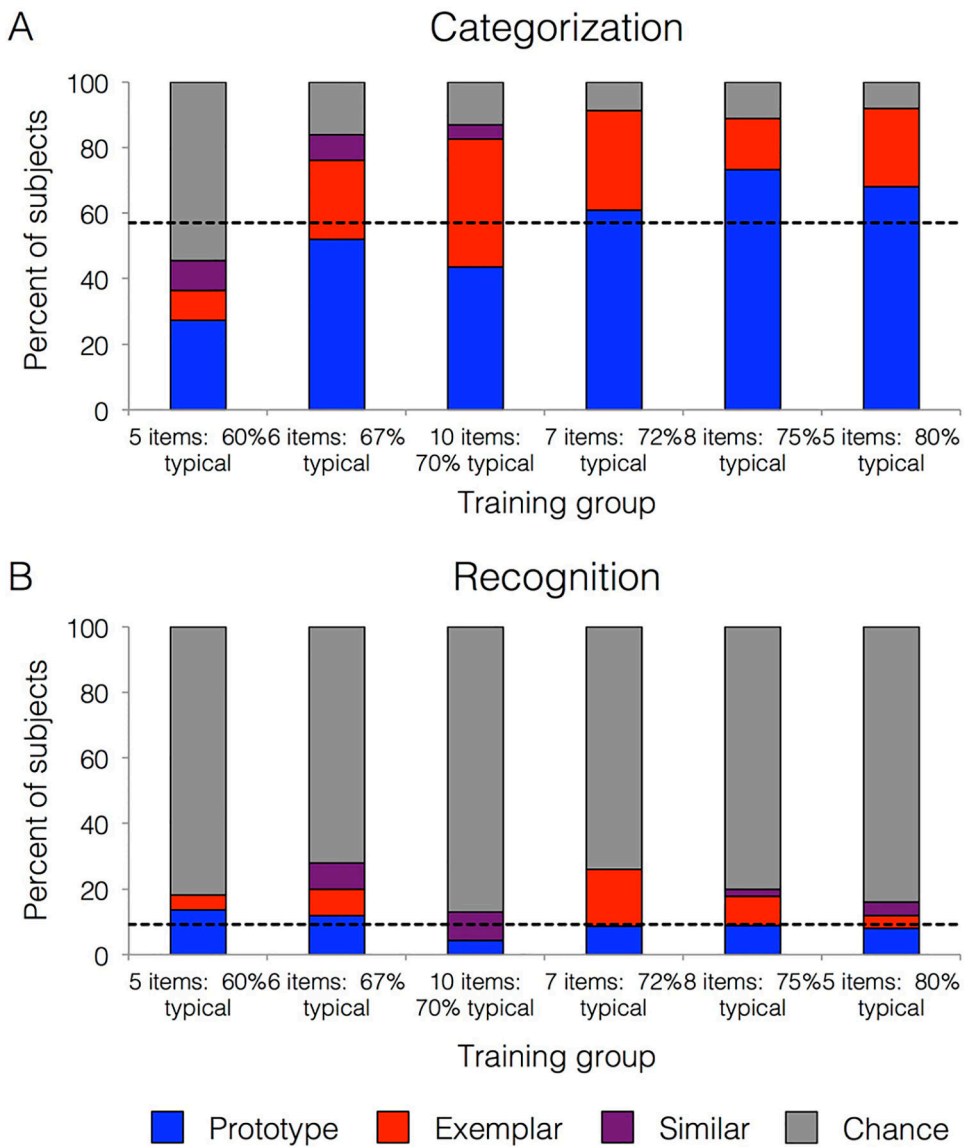 A
Categorization
Percent of subjects
100
80
60
40
20
0
5 items: 60%6 items: 67% 10 items: 7 items: 72%8 items: 75%5 items: 80%
typical typical 70% typical typical typical typical
Training group
B
Recognition
Percent of subjects
100
80
60
40
20
0
5 items: 60%6 items: 67% 10 items: 7 items: 72%8 items: 75%5 items: 80%
typical typical 70% typical typical typical typical
Training group
Prototype Exemplar Similar Chance